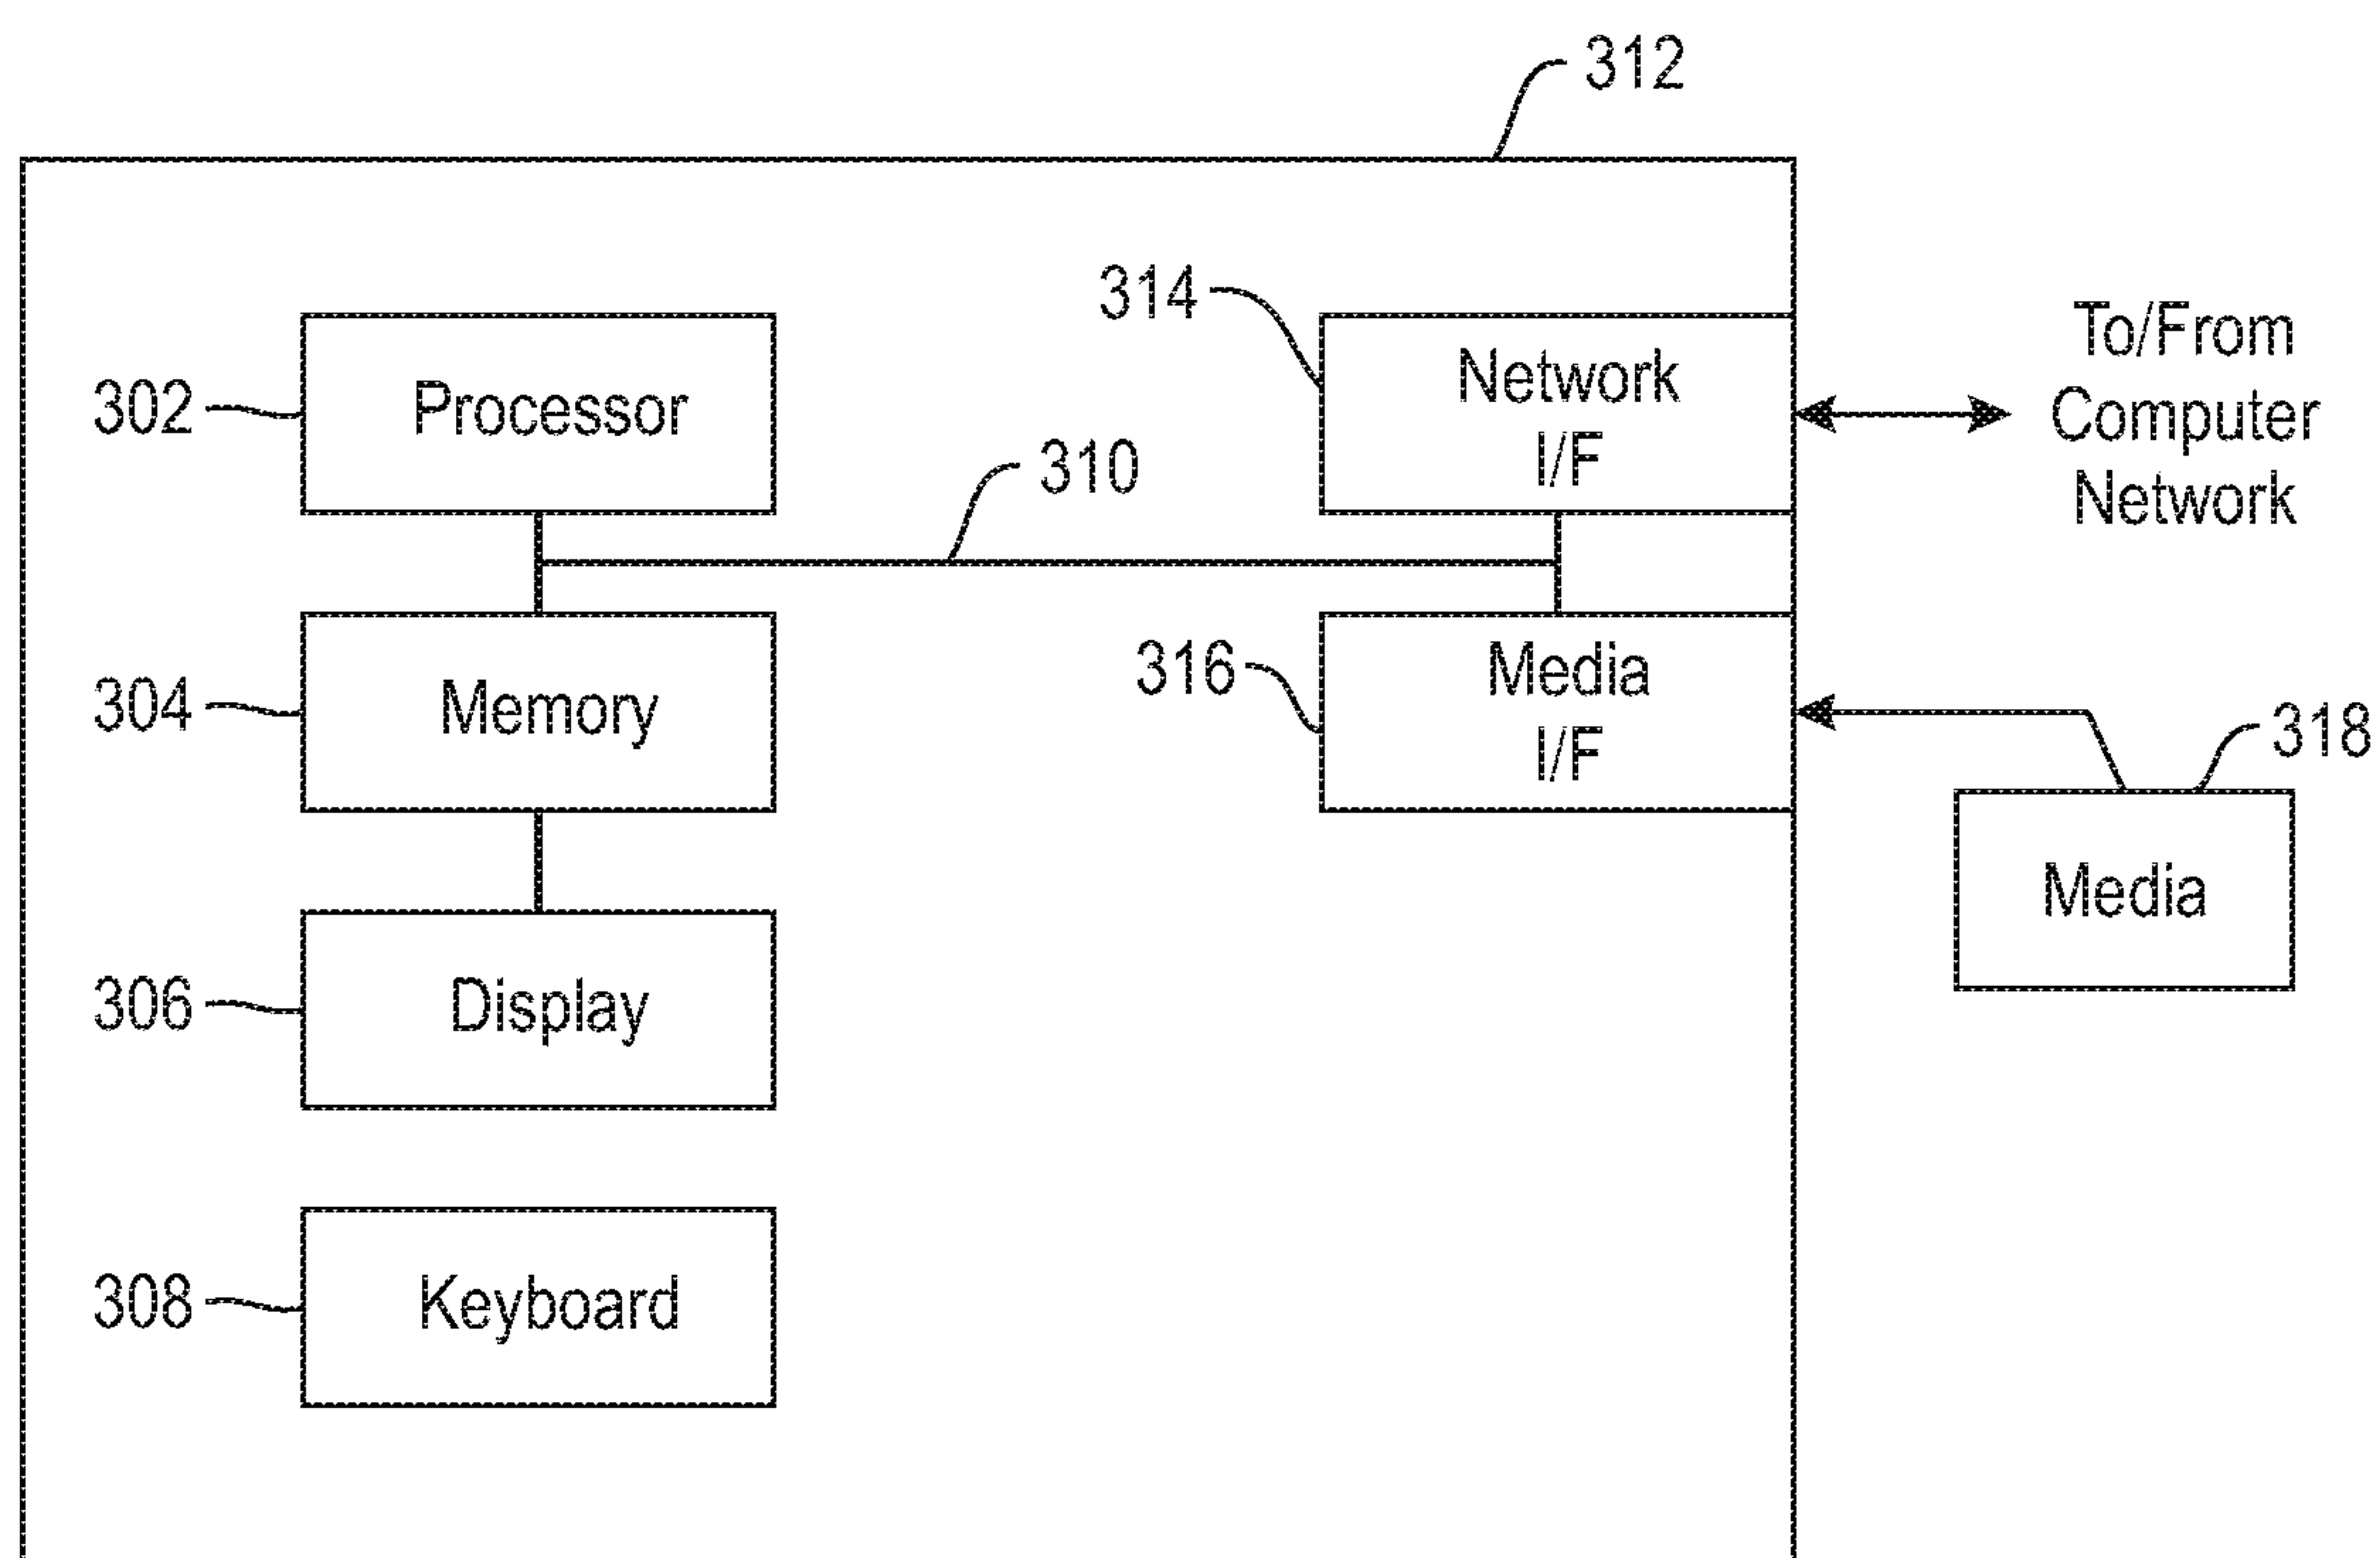 312
314
Network
I/F
To/From
Computer
Network
302
Processor
310
304
Memory
316
Media
I/F
318
Media
306
Display
308
Keyboard